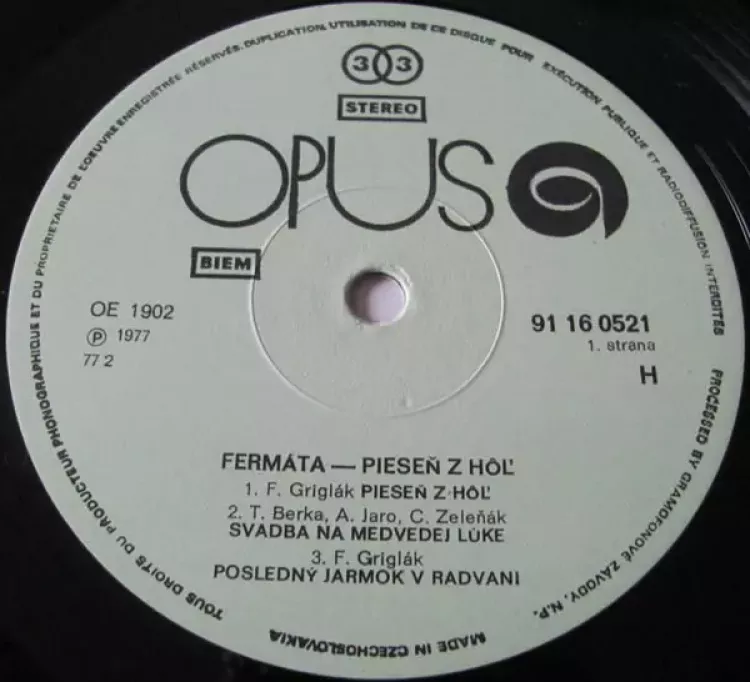 TOUS DROITS DU PRODUCTEUR PHONOGRAPHIQUE ET DU PROPRIETAIRE DE L'OEUVRE ENREGISTRÉE RÉSERVÉS. DUPLICATION, UTILISATION DE CE DISQUE POUR EXÉCUTION PUBLIQUE ET RADIODIFFUSION INTERDITES
PROCESSED BY GRAMOFONOVÉ ZÁVODY, N.P.
MADE IN CZECHOSLOVAKIA
33
STEREO
OPUS
BIEM
OE 1902
Ⓟ 1977
77 2
91 16 0521
1. strana
H
FERMÁTA — PIESEŇ Z HÔĽ
1. F. Griglák PIESEŇ Z HÔĽ
2. T. Berka, A. Jaro, C. Zeleňák
SVADBA NA MEDVEDEJ LÚKE
3. F. Griglák
POSLEDNÝ JARMOK V RADVANI